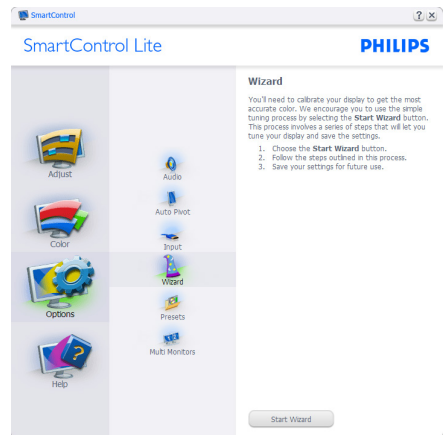 SmartControl
SmartControl Lite
PHILIPS
Adjust
Color
Options
Help
Audio
Auto Pivot
Input
Wizard
Presets
Multi Monitors
Wizard
You'll need to calibrate your display to get the most
accurate color. We encourage you to use the simple
tuning process by selecting the Start Wizard button.
This process involves a series of steps that will let you
tune your display and save the settings.
1. Choose the Start Wizard button.
2. Follow the steps outlined in this process.
3. Save your settings for future use.
Start Wizard